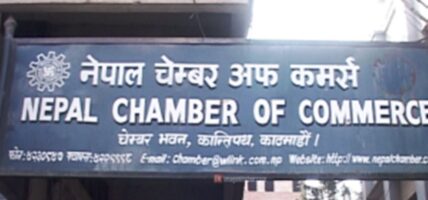 नेपाल चेम्बर अफ कमर्स
NEPAL CHAMBER OF COMMERCE
चेम्बर भवन, कान्तिपथ, काठमाडौं ।
फोन: E-mail: chamber@wlink.com.np Website: http://www.nepalchamber.